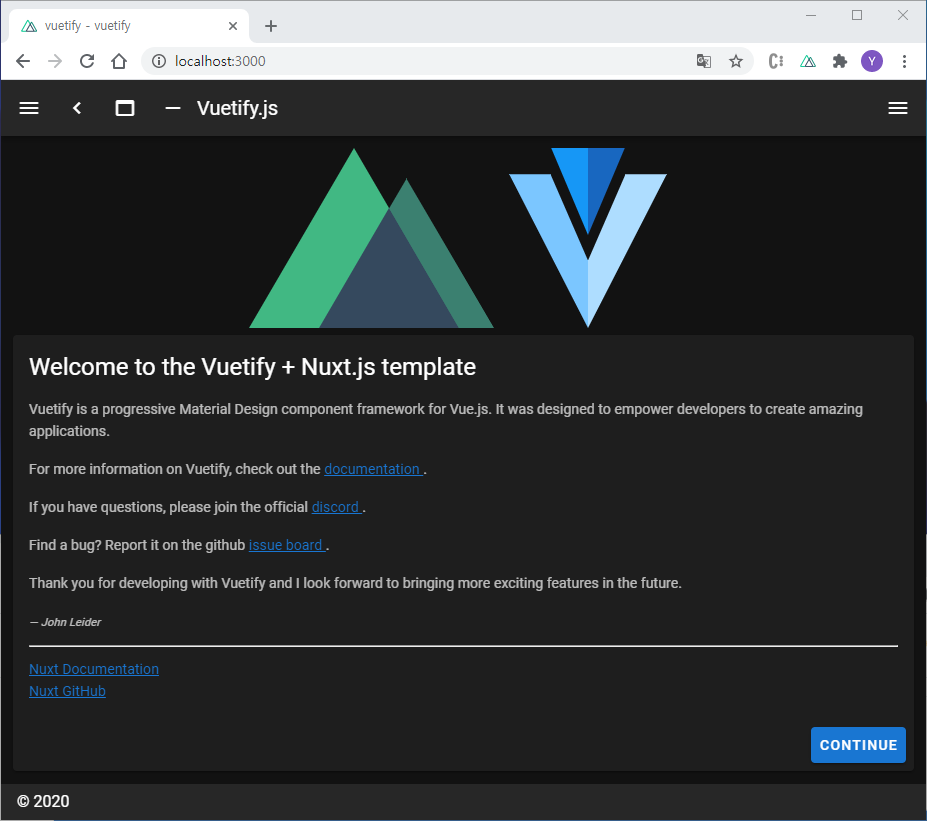 vuetify - vuetify
localhost:3000
Y
Vuetify.js
Welcome to the Vuetify + Nuxt.js template
Vuetify is a progressive Material Design component framework for Vue.js. It was designed to empower developers to create amazing
applications.
For more information on Vuetify, check out the documentation .
If you have questions, please join the official discord .
Find a bug? Report it on the github issue board .
Thank you for developing with Vuetify and I look forward to bringing more exciting features in the future.
— John Leider
Nuxt Documentation
Nuxt GitHub
CONTINUE
© 2020